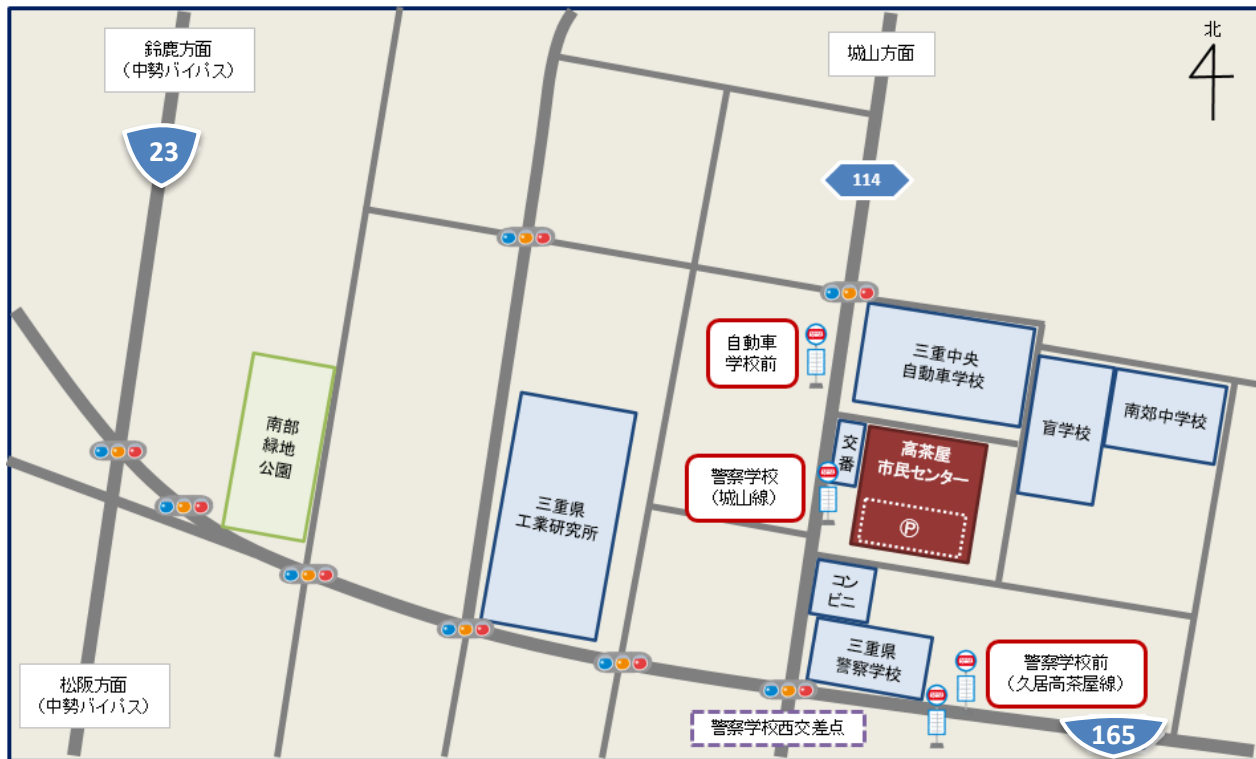 鈴鹿方面
(中勢バイパス)
城山方面
北
23
114
自動車
学校前
三重中央
自動車学校
南部
緑地
公園
盲学校
南郊中学校
交番
高茶屋
市民センター
P
警察学校
(城山線)
三重県
工業研究所
コン
ビニ
三重県
警察学校
警察学校前
(久居高茶屋線)
松阪方面
(中勢バイパス)
警察学校西交差点
165